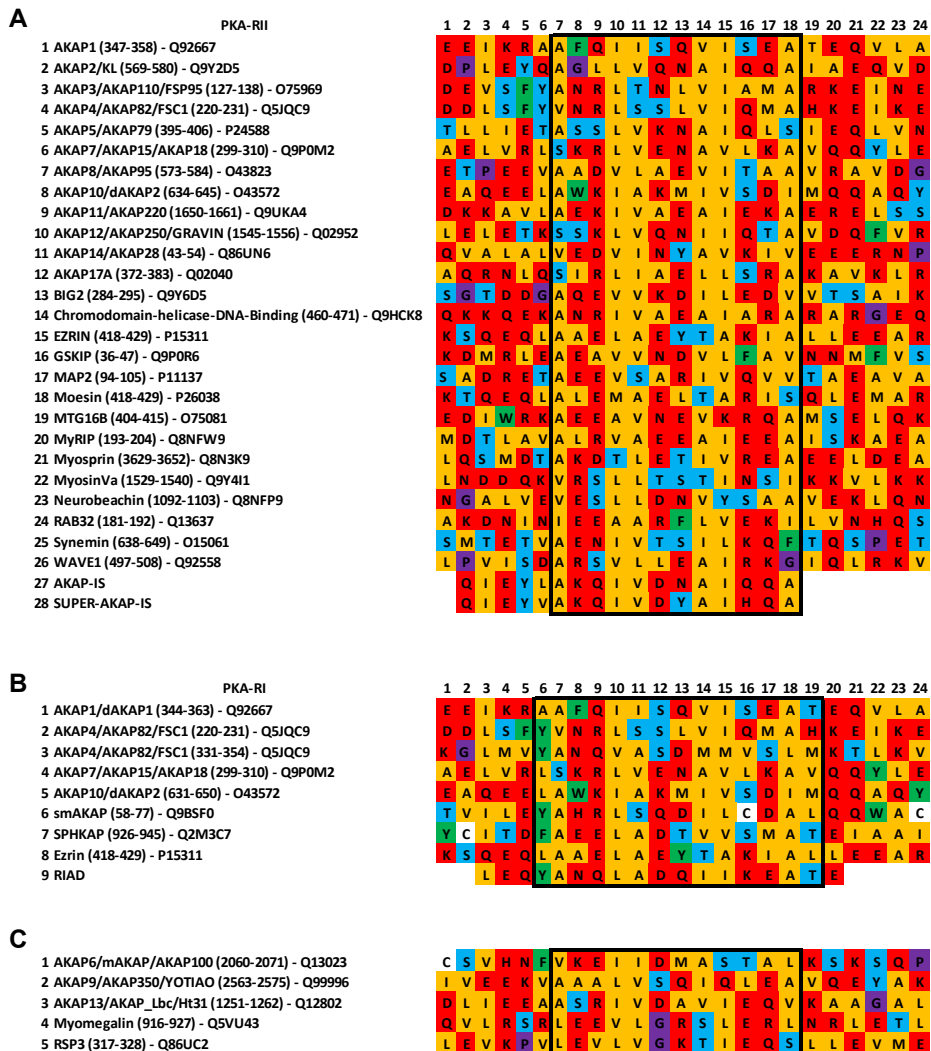 A
PKA-RII 1 2 3 4 5 6 7 8 9 10 11 12 13 14 15 16 17 18 19 20 21 22 23 24
1 AKAP1 (347-358) - Q92667 E E I K R A A F Q I I S Q V I S E A T E Q V L A
2 AKAP2/KL (569-580) - Q9Y2D5 D P L E Y Q A G L L V Q N A I Q Q A I A E Q V D
3 AKAP3/AKAP110/FSP95 (127-138) - O75969 D E V S F Y A N R L T N L V I A M A R K E I N E
4 AKAP4/AKAP82/FSC1 (220-231) - Q5JQC9 D D L S F Y V N R L S S L V I Q M A H K E I K E
5 AKAP5/AKAP79 (395-406) - P24588 T L L I E T A S S L V K N A I Q L S I E Q L V N
6 AKAP7/AKAP15/AKAP18 (299-310) - Q9P0M2 A E L V R L S K R L V E N A V L K A V Q Q Y L E
7 AKAP8/AKAP95 (573-584) - O43823 E T P E E V A A D V L A E V I T A A V R A V D G
8 AKAP10/dAKAP2 (634-645) - O43572 E A Q E E L A W K I A K M I V S D I M Q Q A Q Y
9 AKAP11/AKAP220 (1650-1661) - Q9UKA4 D K K A V L A E K I V A E A I E K A E R E L S S
10 AKAP12/AKAP250/GRAVIN (1545-1556) - Q02952 L E L E T K S S K L V Q N I I Q T A V D Q F V R
11 AKAP14/AKAP28 (43-54) - Q86UN6 Q V A L A L V E D V I N Y A V K I V E E E R N P
12 AKAP17A (372-383) - Q02040 A Q R N L Q S I R L I A E L L S R A K A V K L R
13 BIG2 (284-295) - Q9Y6D5 S G T D D G A Q E V V K D I L E D V V T S A I K
14 Chromodomain-helicase-DNA-Binding (460-471) - Q9HCK8 Q K K Q E K A N R I V A E A I A R A R A R G E Q
15 EZRIN (418-429) - P15311 K S Q E Q L A A E L A E Y T A K I A L L E E A R
16 GSKIP (36-47) - Q9P0R6 K D M R L E A E A V V N D V L F A V N N M F V S
17 MAP2 (94-105) - P11137 S A D R E T A E E V S A R I V Q V V T A E A V A
18 Moesin (418-429) - P26038 K T Q E Q L A L E M A E L T A R I S Q L E M A R
19 MTG16B (404-415) - O75081 E D I W R K A E E A V N E V K R Q A M S E L Q K
20 MyRIP (193-204) - Q8NFW9 M D T L A V A L R V A E E A I E E A I S K A E A
21 Myosprin (3629-3652)- Q8N3K9 L Q S M D T A K D T L E T I V R E A E E L D E A
22 MyosinVa (1529-1540) - Q9Y4I1 L N D D Q K V R S L L T S T I N S I K K V L K K
23 Neurobeachin (1092-1103) - Q8NFP9 N G A L V E V E S L L D N V Y S A A V E K L Q N
24 RAB32 (181-192) - Q13637 A K D N I N I E E A A R F L V E K I L V N H Q S
25 Synemin (638-649) - O15061 S M T E T V A E N I V T S I L K Q F T Q S P E T
26 WAVE1 (497-508) - Q92558 L P V I S D A R S V L L E A I R K G I Q L R K V
27 AKAP-IS Q I E Y L A K Q I V D N A I Q Q A
28 SUPER-AKAP-IS Q I E Y V A K Q I V D Y A I H Q A
B
PKA-RI 1 2 3 4 5 6 7 8 9 10 11 12 13 14 15 16 17 18 19 20 21 22 23 24
1 AKAP1/dAKAP1 (344-363) - Q92667 E E I K R A A F Q I I S Q V I S E A T E Q V L A
2 AKAP4/AKAP82/FSC1 (220-231) - Q5JQC9 D D L S F Y V N R L S S L V I Q M A H K E I K E
3 AKAP4/AKAP82/FSC1 (331-354) - Q5JQC9 K G L M V Y A N Q V A S D M M V S L M K T L K V
4 AKAP7/AKAP15/AKAP18 (299-310) - Q9P0M2 A E L V R L S K R L V E N A V L K A V Q Q Y L E
5 AKAP10/dAKAP2 (631-650) - O43572 E A Q E E L A W K I A K M I V S D I M Q Q A Q Y
6 smAKAP (58-77) - Q9BSF0 T V I L E Y A H R L S Q D I L C D A L Q Q W A C
7 SPHKAP (926-945) - Q2M3C7 Y C I T D F A E E L A D T V V S M A T E I A A I
8 Ezrin (418-429) - P15311 K S Q E Q L A A E L A E Y T A K I A L L E E A R
9 RIAD L E Q Y A N Q L A D Q I I K E A T E
C
1 AKAP6/mAKAP/AKAP100 (2060-2071) - Q13023 C S V H N F V K E I I D M A S T A L K S K S Q P
2 AKAP9/AKAP350/YOTIAO (2563-2575) - Q99996 I V E E K V A A A L V S Q I Q L E A V Q E Y A K
3 AKAP13/AKAP_Lbc/Ht31 (1251-1262) - Q12802 D L I E E A A S R I V D A V I E Q V K A A G A L
4 Myomegalin (916-927) - Q5VU43 Q V L R S R L E E V L G R S L E R L N R L E T L
5 RSP3 (317-328) - Q86UC2 L E V K P V L E V L V G K T I E Q S L L E V M E